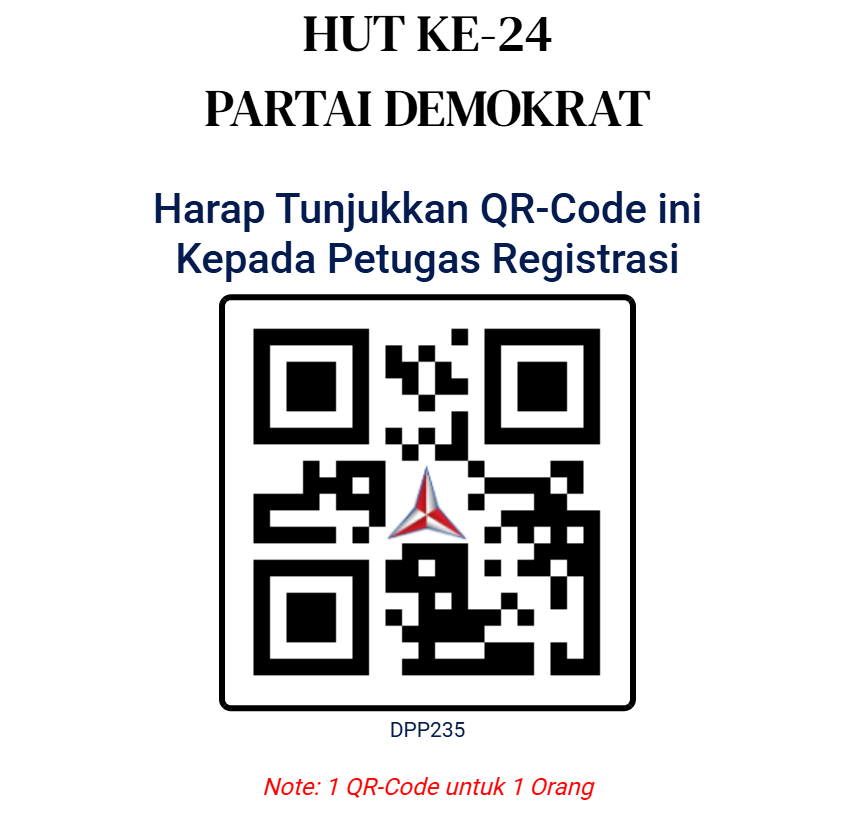 HUT KE-24
PARTAI DEMOKRAT
Harap Tunjukkan QR-Code ini
Kepada Petugas Registrasi
DPP235
Note: 1 QR-Code untuk 1 Orang